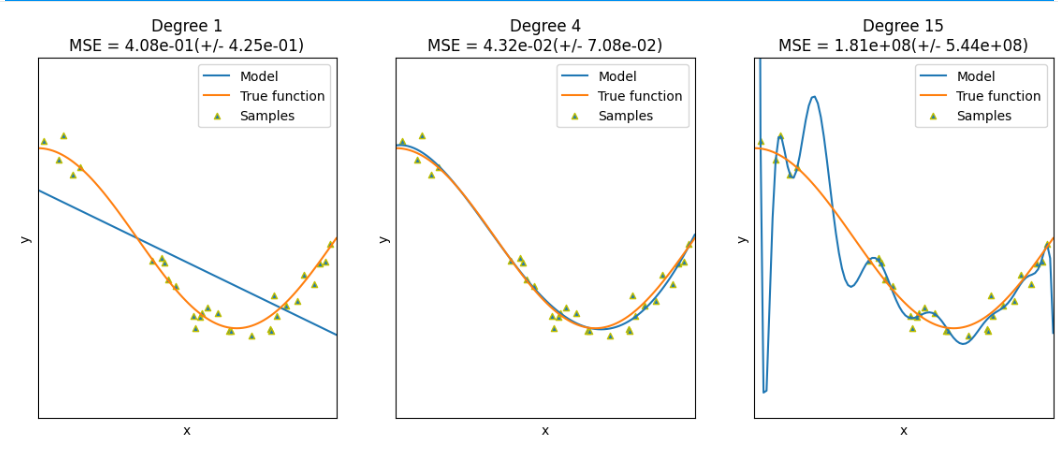 Degree 1
MSE = 4.08e-01(+/- 4.25e-01)
Model
True function
Samples
y
x
Degree 4
MSE = 4.32e-02(+/- 7.08e-02)
Model
True function
Samples
y
x
Degree 15
MSE = 1.81e+08(+/- 5.44e+08)
Model
True function
Samples
y
x